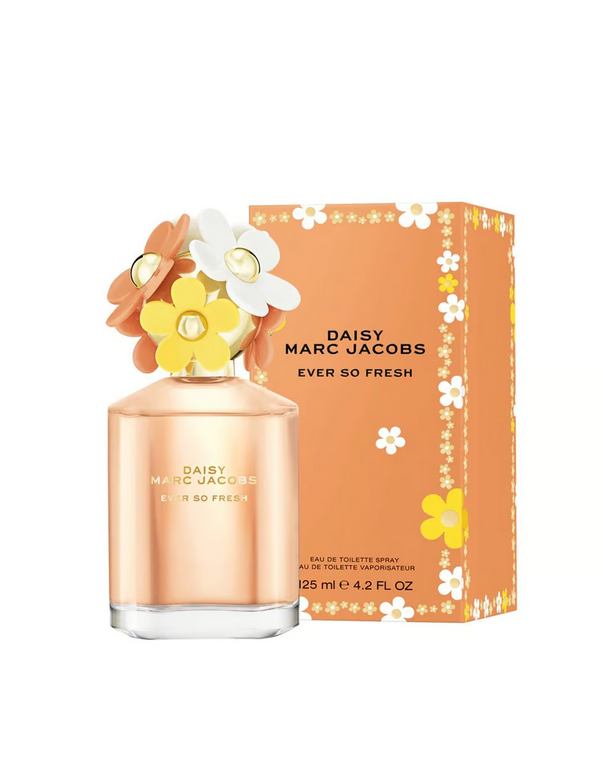 DAISY
MARC JACOBS
EVER SO FRESH
DAISY
MARC JACOBS
EVER SO FRESH
EAU DE TOILETTE SPRAY
EAU DE TOILETTE VAPORISATEUR
125 ml ℮ 4.2 FL OZ